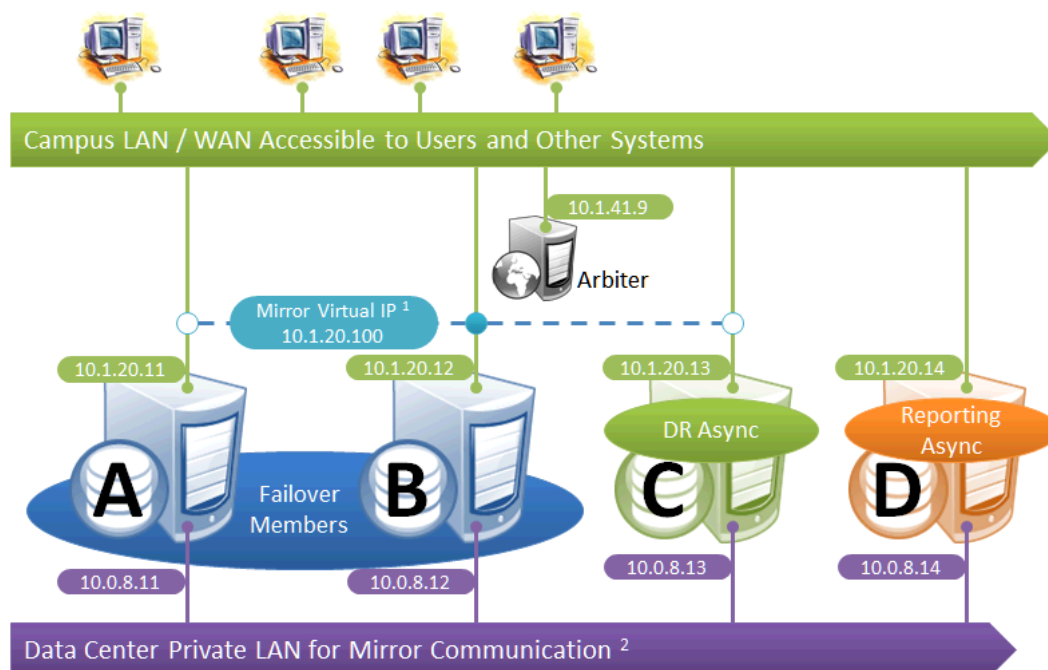 Campus LAN / WAN Accessible to Users and Other Systems
10.1.41.9
Arbiter
Mirror Virtual IP 1
10.1.20.100
10.1.20.11
10.1.20.12
10.1.20.13
10.1.20.14
DR Async
Reporting
Async
A
B
C
D
Failover
Members
10.0.8.11
10.0.8.12
10.0.8.13
10.0.8.14
Data Center Private LAN for Mirror Communication 2